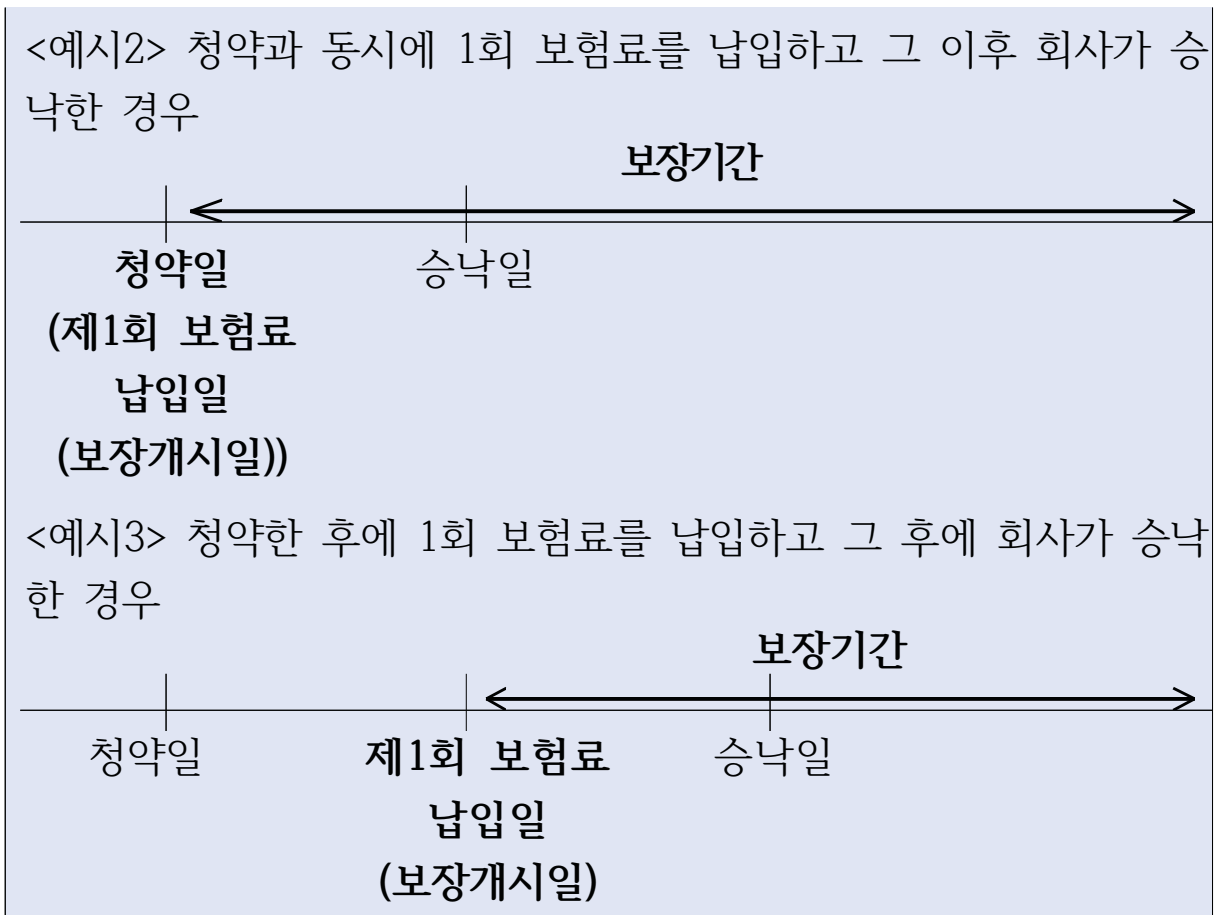 <예시2> 청약과 동시에 1회 보험료를 납입하고 그 이후 회사가 승
낙한 경우
보장기간
청약일 승낙일
(제1회 보험료
납입일
(보장개시일))
<예시3> 청약한 후에 1회 보험료를 납입하고 그 후에 회사가 승낙
한 경우
보장기간
청약일 제1회 보험료 승낙일
납입일
(보장개시일)